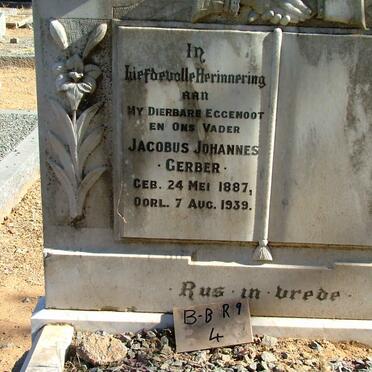 In
Liefdevolle Herinnering
aan
My Dierbare Eggenoot
en Ons Vader
Jacobus Johannes
·Gerber·
Geb. 24 Mei 1887,
Oorl. 7 Aug. 1939.
·Rus·in·vrede·
B-B R9
4